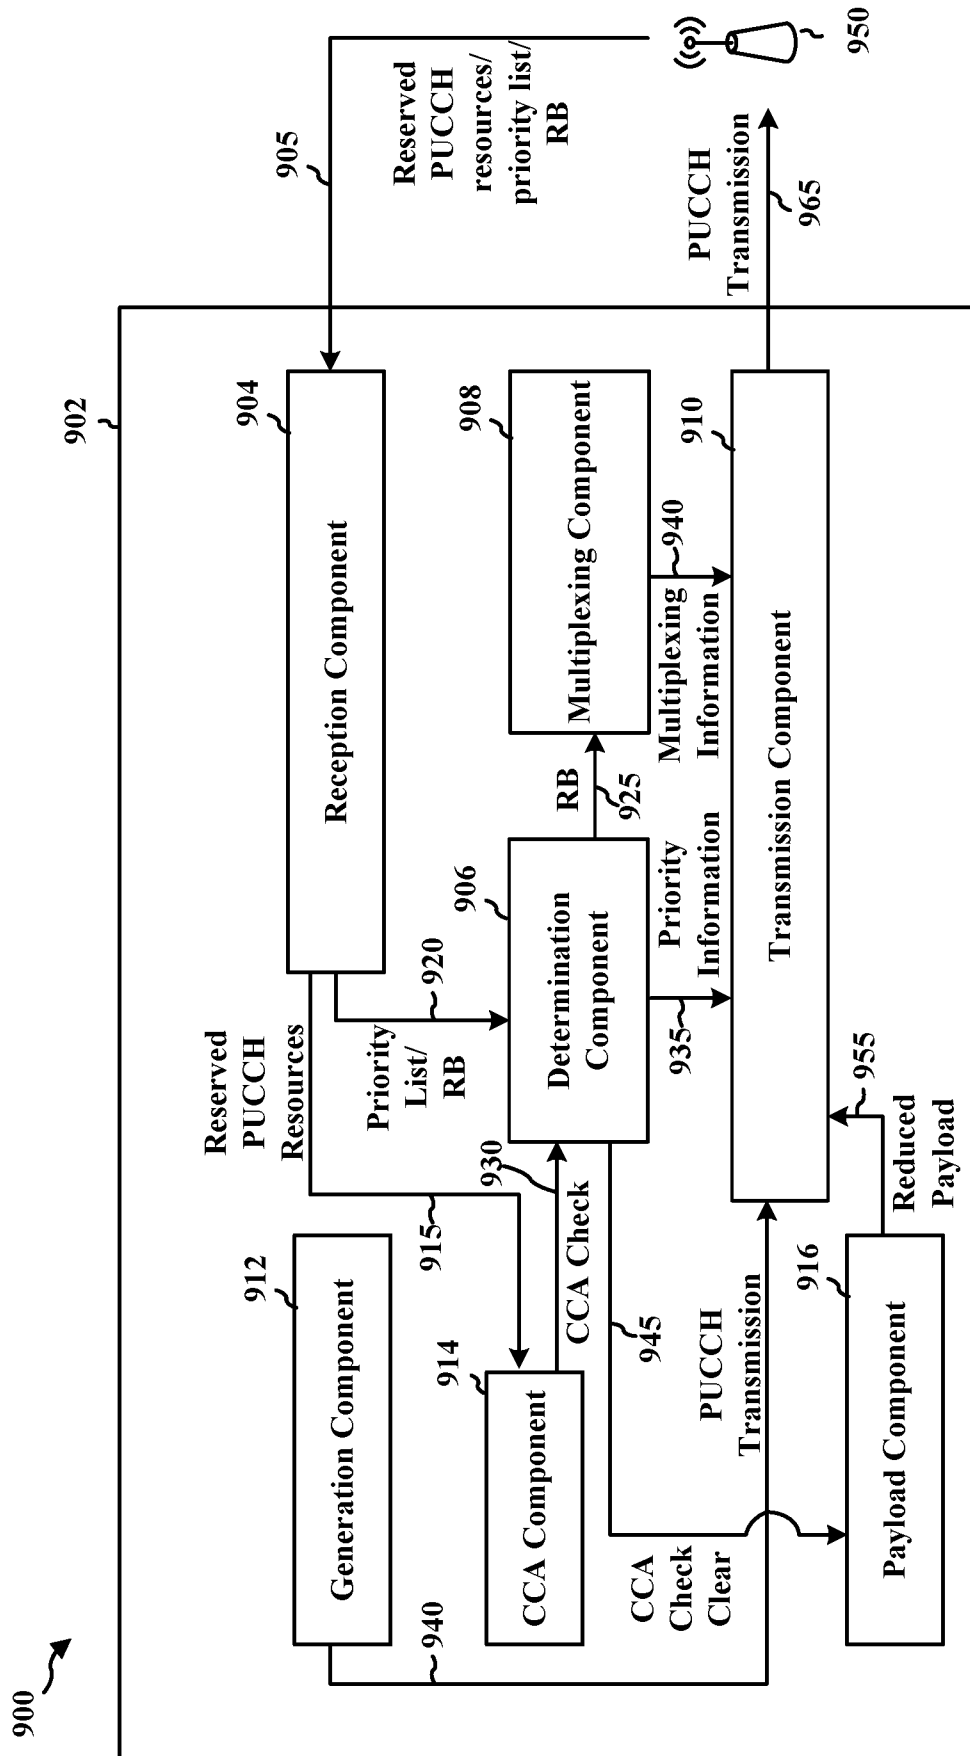 900
902
Generation Component
912
Reception Component
904
905
Reserved
PUCCH
resources/
priority list/
RB
950
Reserved
PUCCH
Resources
915
Priority
List/
RB
920
CCA Component
914
CCA Check
930
Determination
Component
906
RB
925
Multiplexing Component
908
940
CCA
Check
Clear
945
PUCCH
Transmission
935
Priority
Information
Multiplexing
Information
940
Transmission Component
910
PUCCH
Transmission
965
Payload Component
916
Reduced
Payload
955